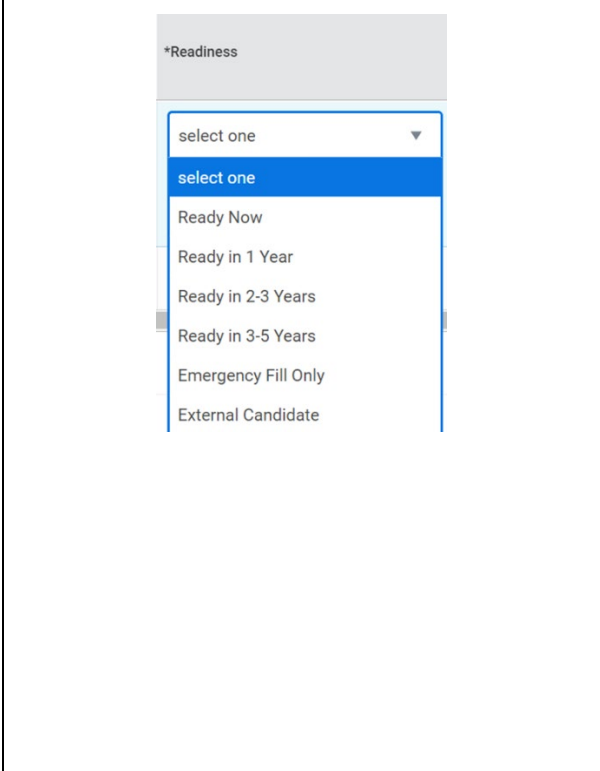 *Readiness
select one
select one
Ready Now
Ready in 1 Year
Ready in 2-3 Years
Ready in 3-5 Years
Emergency Fill Only
External Candidate